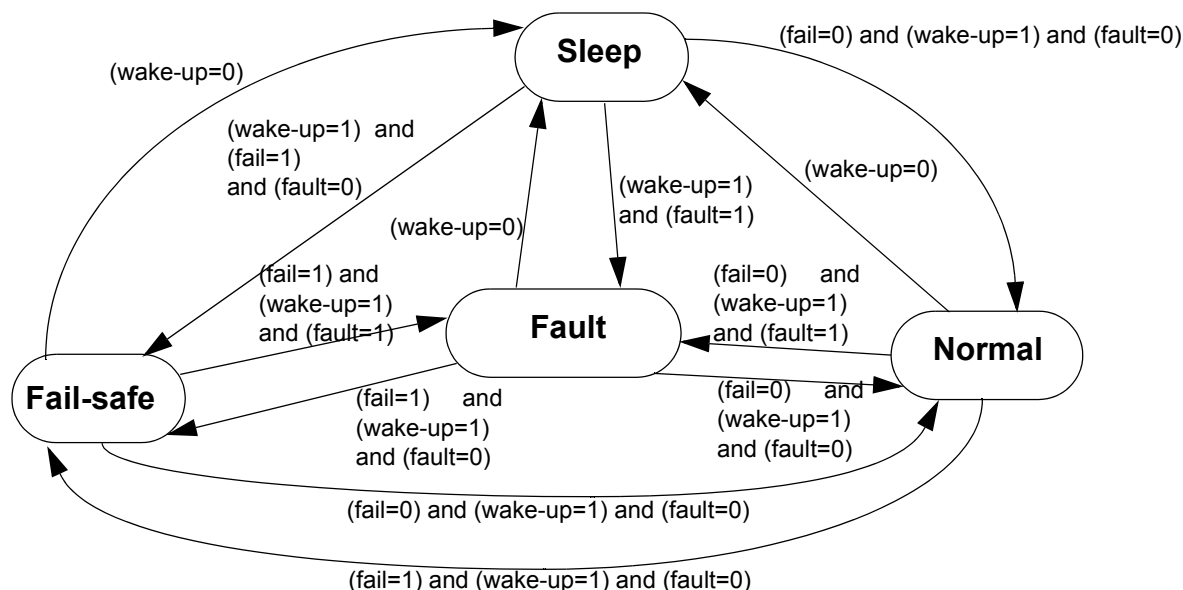 Sleep
(fail=0) and (wake-up=1) and (fault=0)
(wake-up=0)
(wake-up=1) and
(fail=1)
and (fault=0)
(wake-up=1)
and (fault=1)
(wake-up=0)
(wake-up=0)
(fail=1) and
(wake-up=1)
and (fault=1)
(fail=0) and
(wake-up=1)
and (fault=1)
Fault
Normal
Fail-safe
(fail=1) and
(wake-up=1)
and (fault=0)
(fail=0) and
(wake-up=1)
and (fault=0)
(fail=0) and (wake-up=1) and (fault=0)
(fail=1) and (wake-up=1) and (fault=0)